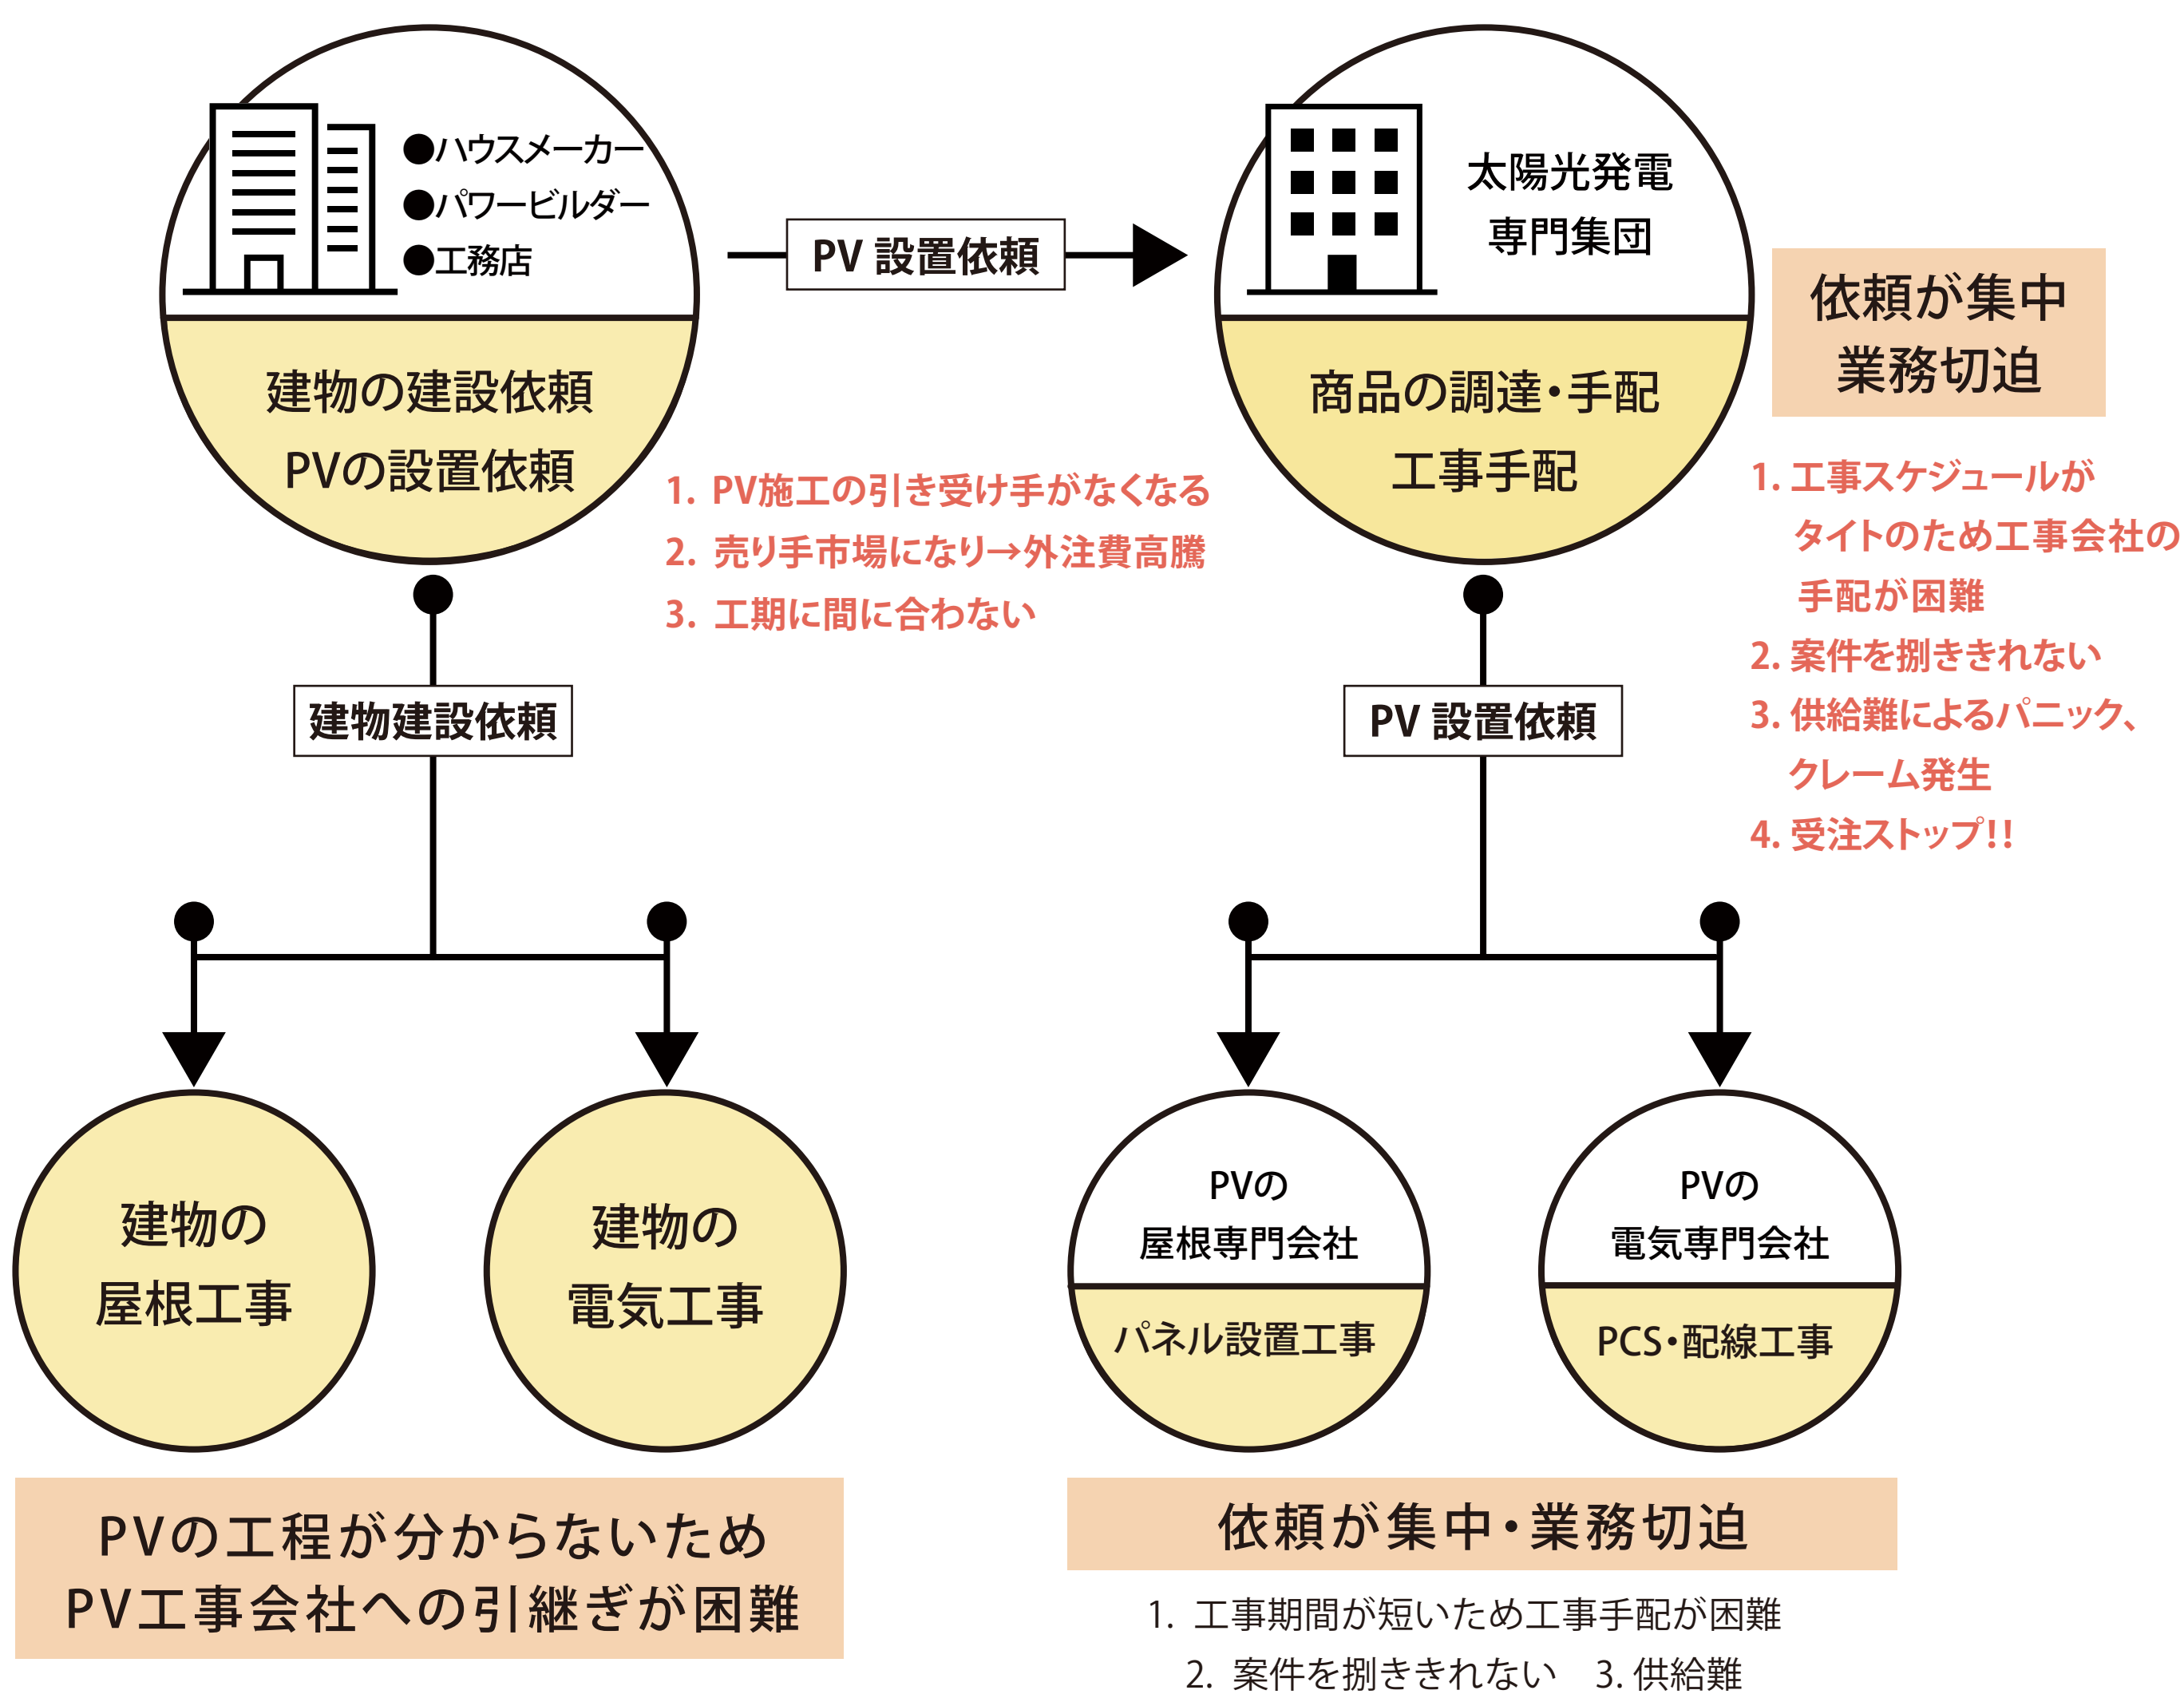 ●ハウスメーカー
●パワービルダー
●工務店
建物の建設依頼
PVの設置依頼
PV 設置依頼
太陽光発電
専門集団
商品の調達・手配
工事手配
依頼が集中
業務切迫
1. PV施工の引き受け手がなくなる
2. 売り手市場になり→外注費高騰
3. 工期に間に合わない
1. 工事スケジュールが
タイトのため工事会社の
手配が困難
2. 案件を捌ききれない
3. 供給難によるパニック、
クレーム発生
4. 受注ストップ!!
建物建設依頼
PV 設置依頼
建物の
屋根工事
建物の
電気工事
PVの
屋根専門会社
パネル設置工事
PVの
電気専門会社
PCS・配線工事
PVの工程が分からないため
PV工事会社への引継ぎが困難
依頼が集中・業務切迫
1. 工事期間が短いため工事手配が困難
2. 案件を捌ききれない　3. 供給難